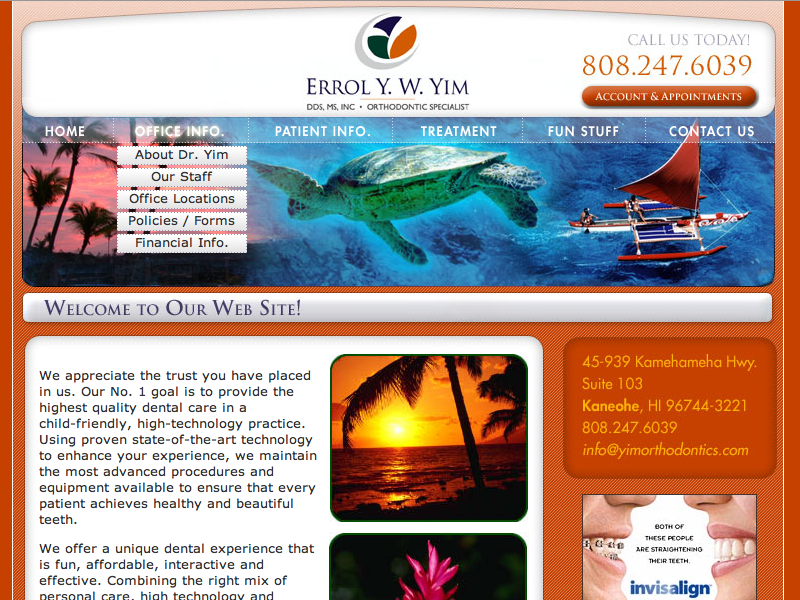 CALL US TODAY!
808.247.6039
ACCOUNT & APPOINTMENTS
ERROL Y. W. YIM
DDS, MS, INC • ORTHODONTIC SPECIALIST
HOME
OFFICE INFO.
PATIENT INFO.
TREATMENT
FUN STUFF
CONTACT US
About Dr. Yim
Our Staff
Office Locations
Policies / Forms
Financial Info.
WELCOME TO OUR WEB SITE!
We appreciate the trust you have placed
in us. Our No. 1 goal is to provide the
highest quality dental care in a
child-friendly, high-technology practice.
Using proven state-of-the-art technology
to enhance your experience, we maintain
the most advanced procedures and
equipment available to ensure that every
patient achieves healthy and beautiful
teeth.
We offer a unique dental experience that
is fun, affordable, interactive and
effective. Combining the right mix of
personal care, high technology and
45-939 Kamehameha Hwy.
Suite 103
Kaneohe, HI 96744-3221
808.247.6039
info@yimorthodontics.com
BOTH OF
THESE PEOPLE
ARE STRAIGHTENING
THEIR TEETH.
invisalign